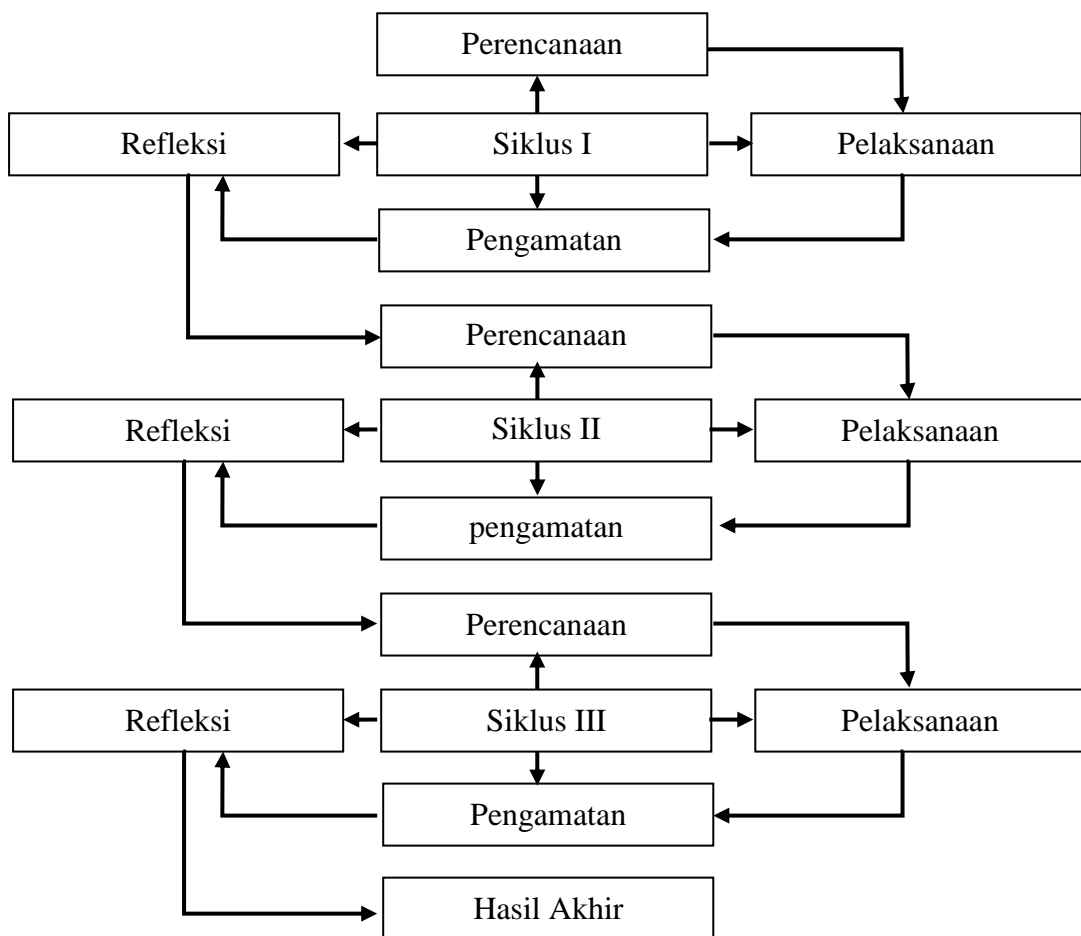 Perencanaan
Refleksi
Siklus I
Pelaksanaan
Pengamatan
Perencanaan
Refleksi
Siklus II
Pelaksanaan
pengamatan
Perencanaan
Refleksi
Siklus III
Pelaksanaan
Pengamatan
Hasil Akhir